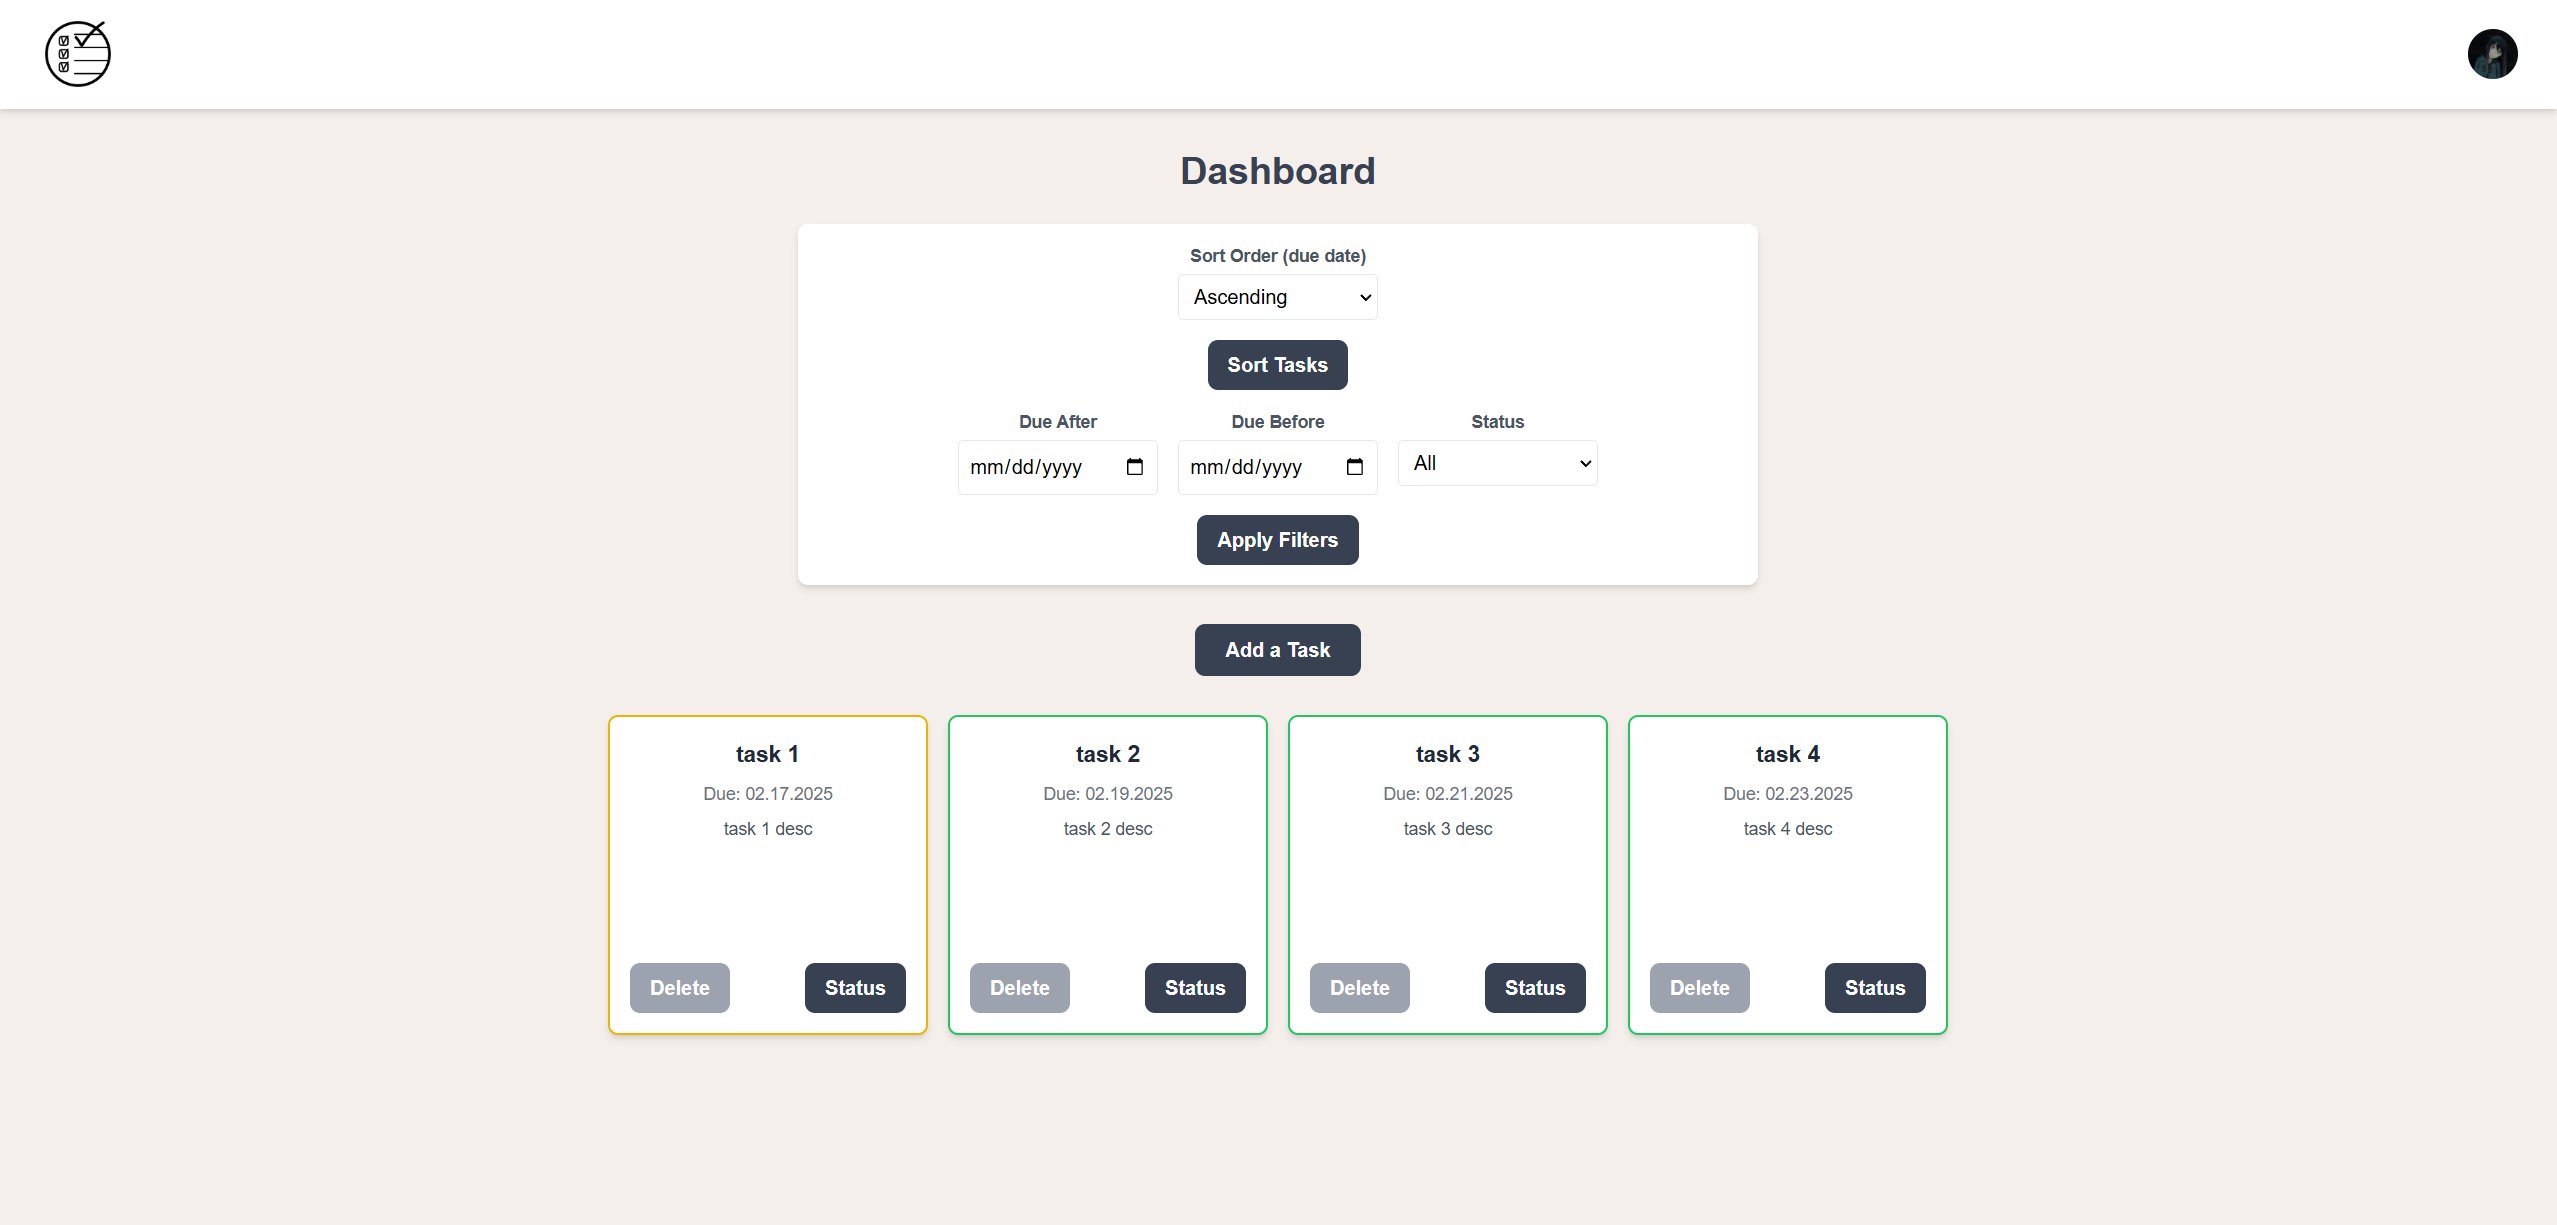 Dashboard
Sort Order (due date)
Ascending
Sort Tasks
Due After Due Before Status
mm/dd/yyyy mm/dd/yyyy All
Apply Filters
Add a Task
task 1
Due: 02.17.2025
task 1 desc
Delete Status
task 2
Due: 02.19.2025
task 2 desc
Delete Status
task 3
Due: 02.21.2025
task 3 desc
Delete Status
task 4
Due: 02.23.2025
task 4 desc
Delete Status